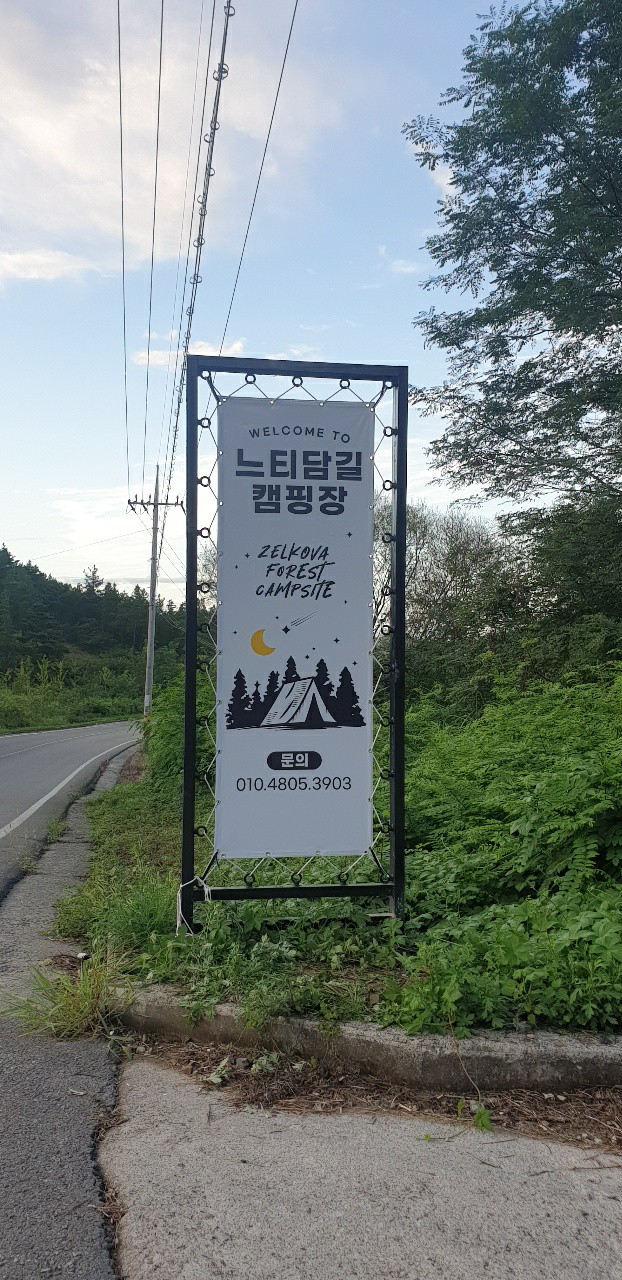 WELCOME TO
느티담길
캠핑장
ZELKOVA
FOREST
CAMPSITE
문의
010.4805.3903